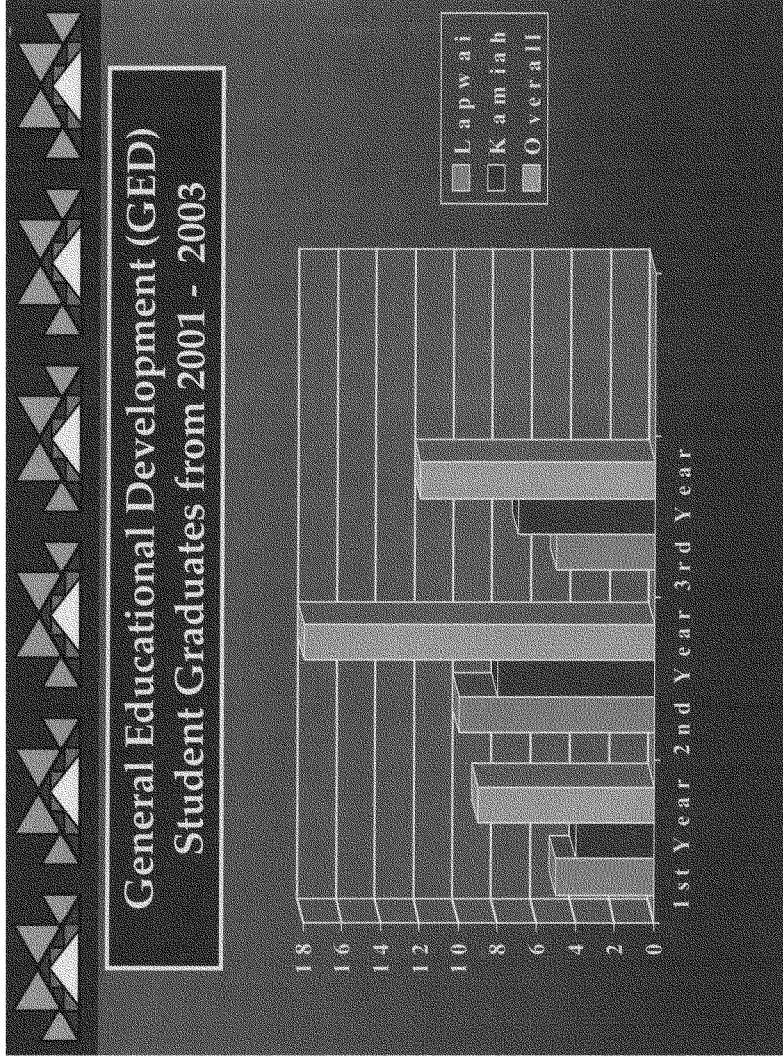 General Educational Development (GED)
Student Graduates from 2001 - 2003
18
16
14
12
10
8
6
4
2
0
1st Year 2nd Year 3rd Year
Lapwai
Kamiah
Overall